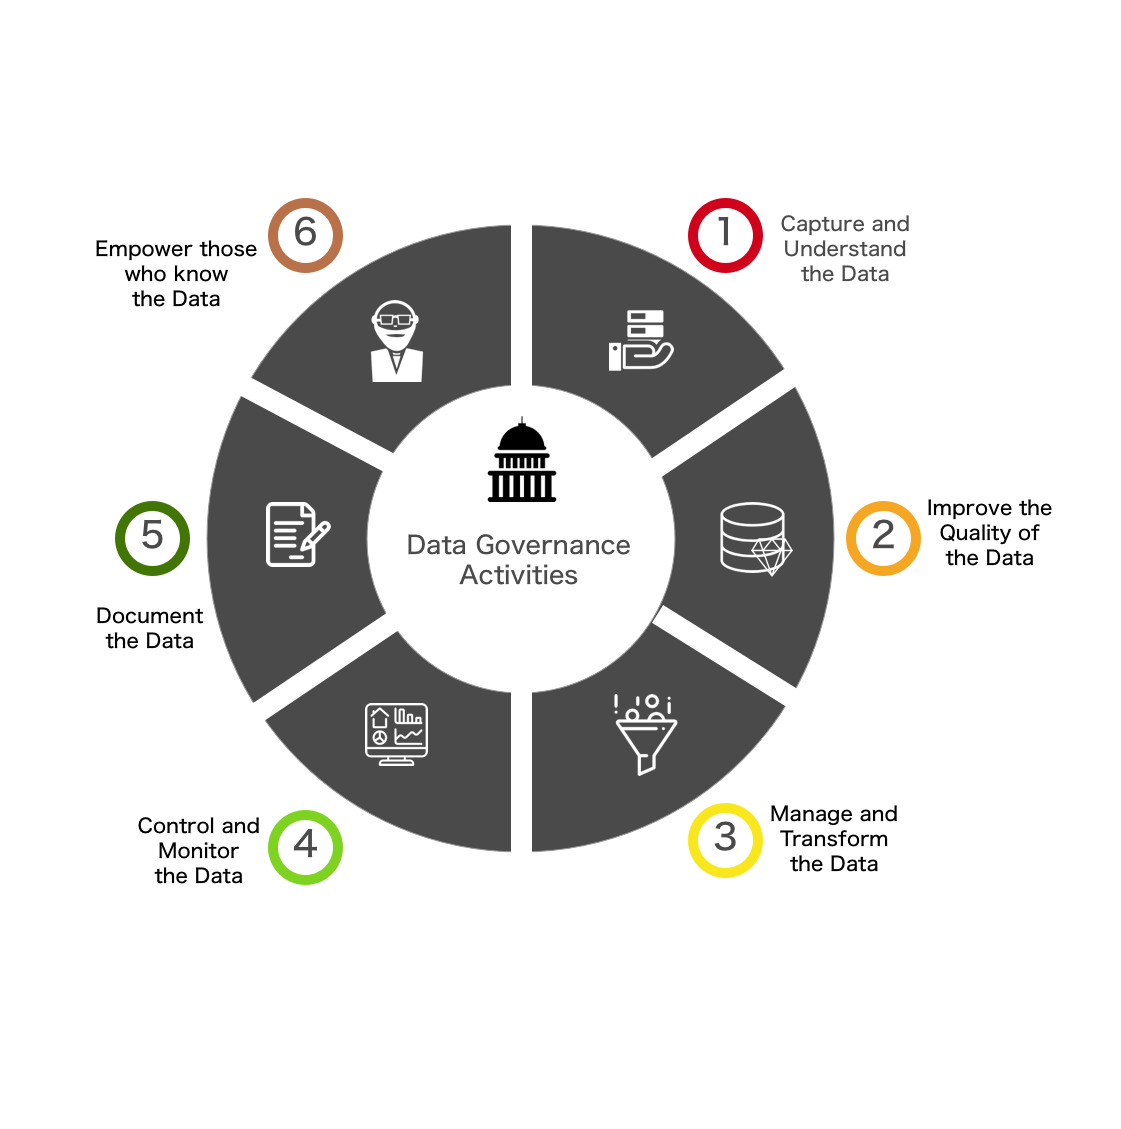 Data Governance
Activities
1
Capture and
Understand
the Data
2
Improve the
Quality of
the Data
3
Manage and
Transform
the Data
4
Control and
Monitor
the Data
5
Document
the Data
6
Empower those
who know
the Data